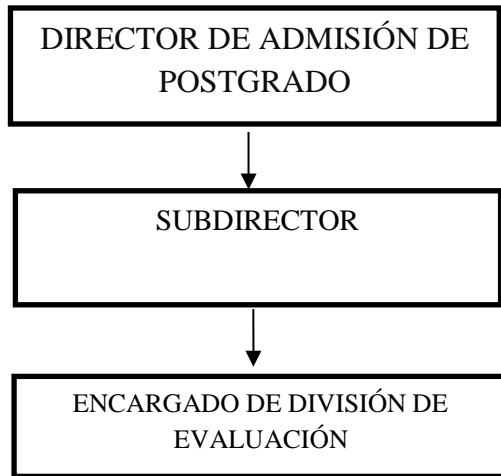 DIRECTOR DE ADMISIÓN DE
POSTGRADO
SUBDIRECTOR
ENCARGADO DE DIVISIÓN DE
EVALUACIÓN